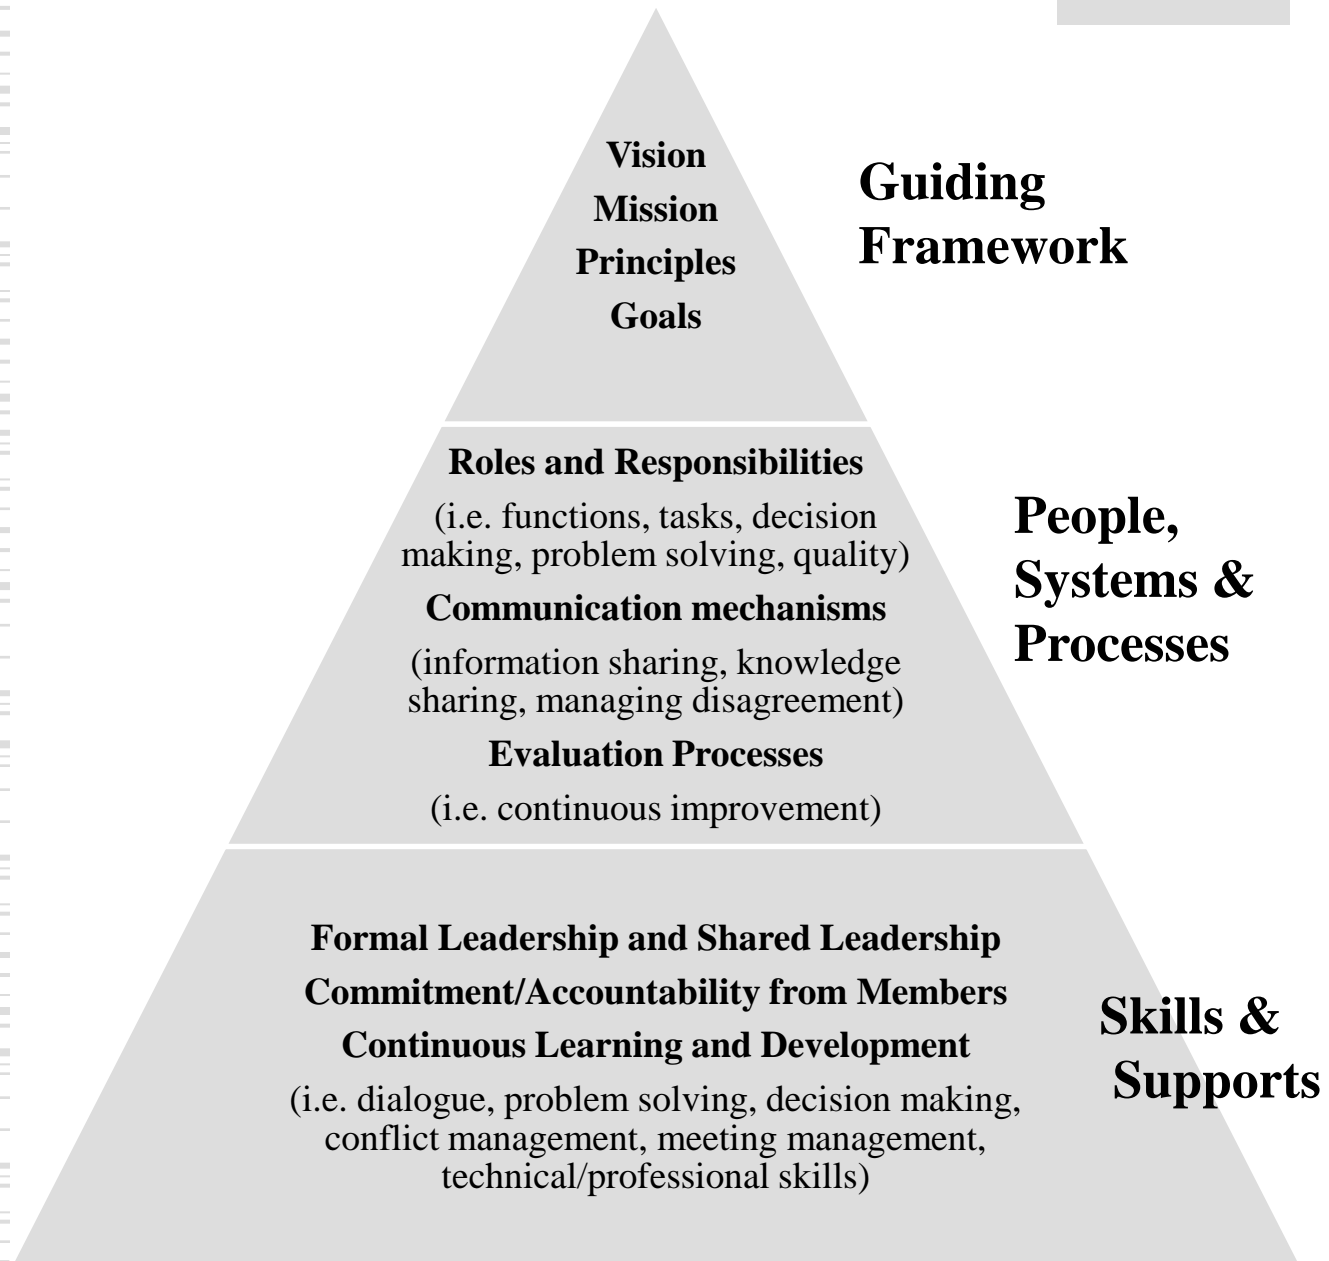 Vision
Mission
Principles
Goals
Guiding
Framework
Roles and Responsibilities
(i.e. functions, tasks, decision
making, problem solving, quality)
Communication mechanisms
(information sharing, knowledge
sharing, managing disagreement)
Evaluation Processes
(i.e. continuous improvement)
People,
Systems &
Processes
Formal Leadership and Shared Leadership
Commitment/Accountability from Members
Continuous Learning and Development
(i.e. dialogue, problem solving, decision making,
conflict management, meeting management,
technical/professional skills)
Skills &
Supports